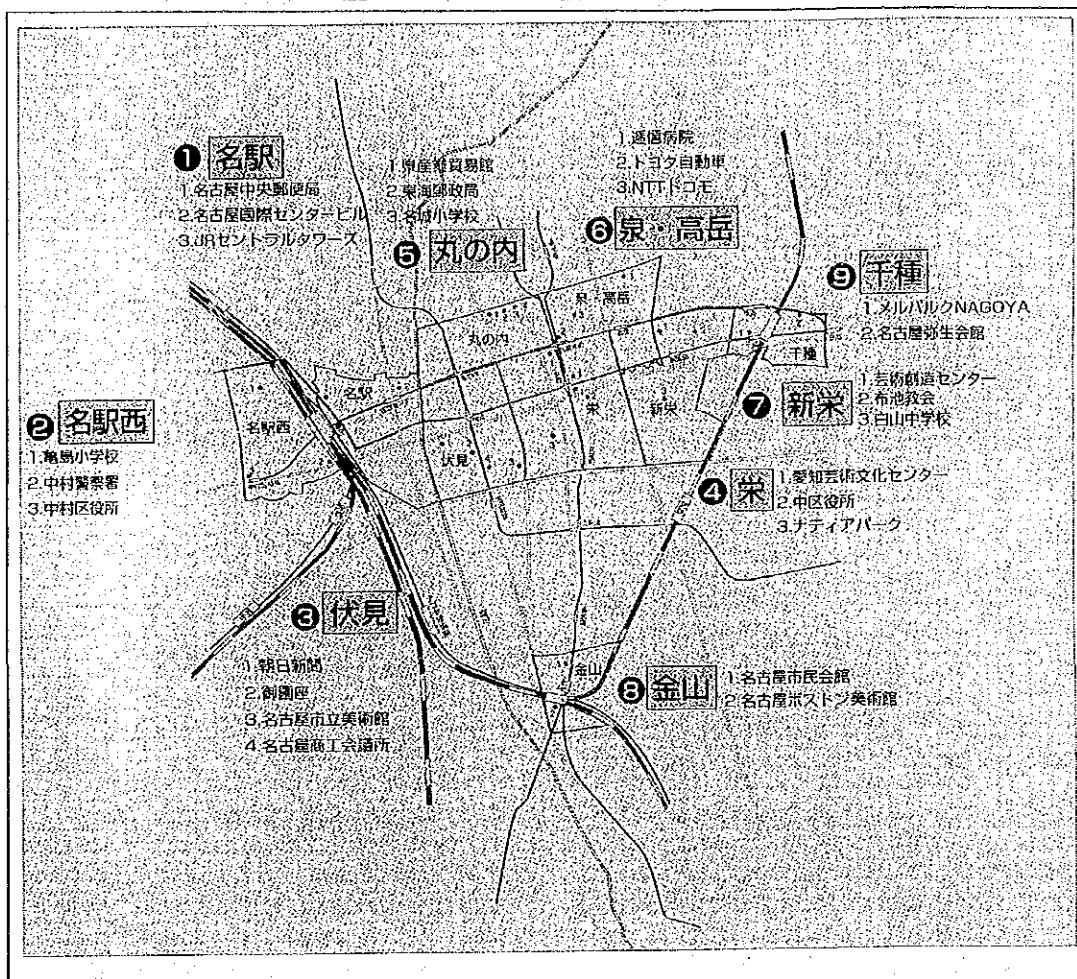 ❶ 名駅
1.名古屋中央郵便局
2.名古屋国際センタービル
3.JRセントラルタワーズ
1.県産業貿易館
2.東海郵政局
3.名城小学校
❺ 丸の内
1.逓信病院
2.トヨタ自動車
3.NTTドコモ
❻ 泉・高岳
❾ 千種
1.メルパルクNAGOYA
2.名古屋弥生会館
泉・高岳
丸の内
千種
名駅
❼ 新栄
1.芸術創造センター
2.布池教会
3.白山中学校
❷ 名駅西
1.亀島小学校
2.中村警察署
3.中村区役所
名駅西
伏見
栄
新栄
❹ 栄
1.愛知芸術文化センター
2.中区役所
3.ナディアパーク
❸ 伏見
1.朝日新聞
2.御園座
3.名古屋市立美術館
4.名古屋商工会議所
金山
❽ 金山
1.名古屋市民会館
2.名古屋ボストン美術館